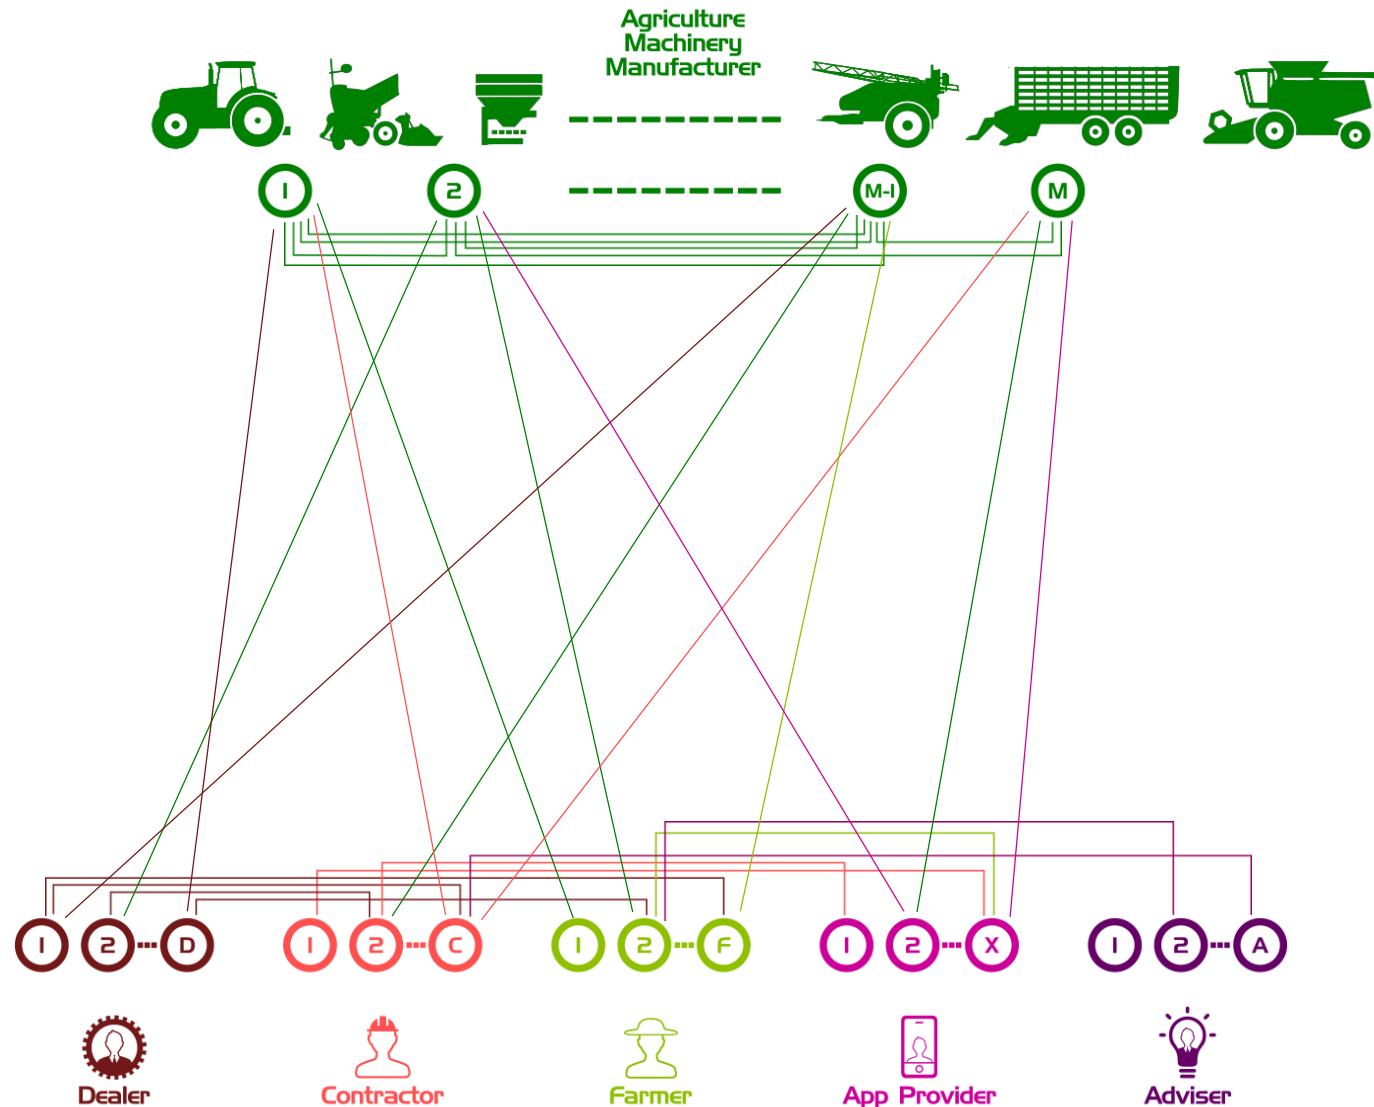 Agriculture
Machinery
Manufacturer
1 2 M-1 M
1 2 D 1 2 C 1 2 F 1 2 X 1 2 A
Dealer Contractor Farmer App Provider Adviser